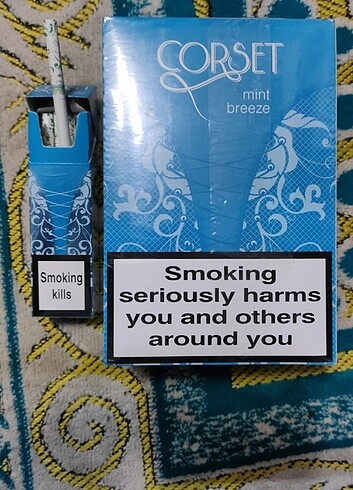 CORSET
mint
breeze
Smoking
seriously harms
you and others
around you
Smoking
kills